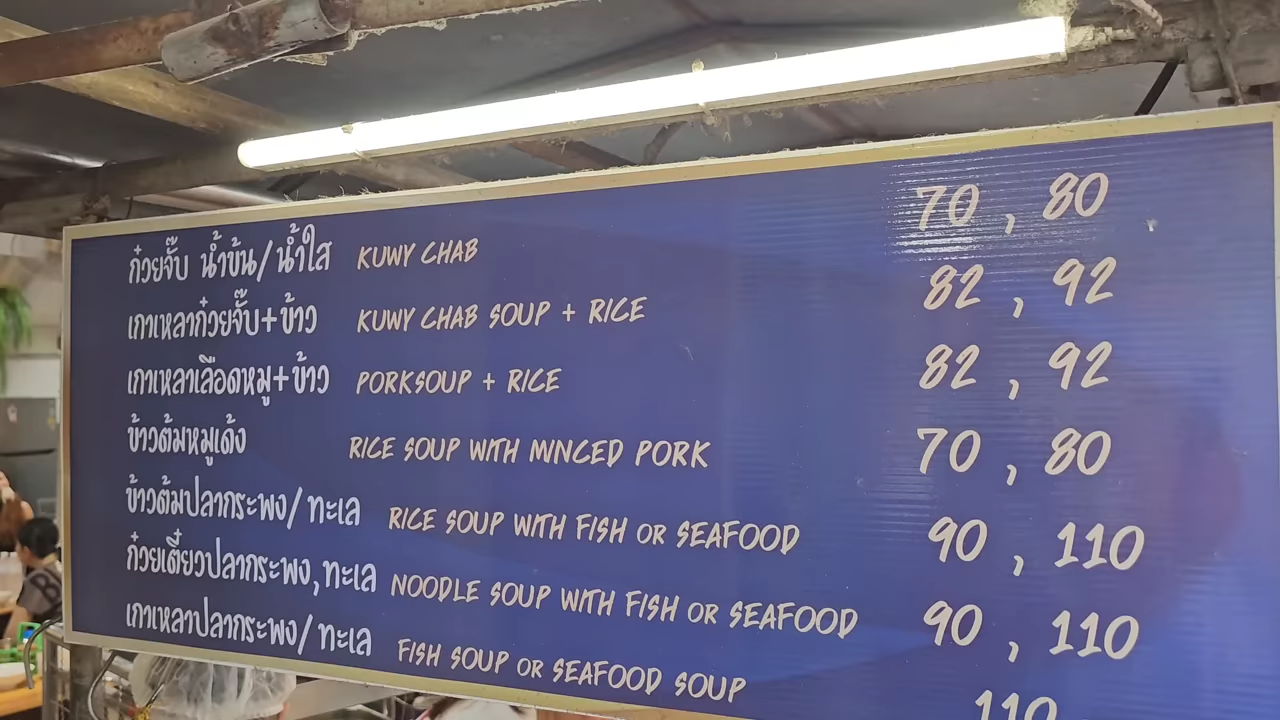 ก๋วยจั๊บ น้ำข้น/น้ำใส KUWY CHAB 70 , 80
เกาเหลาก๋วยจั๊บ+ข้าว KUWY CHAB SOUP + RICE 82 , 92
เกาเหลาเลือดหมู+ข้าว PORKSOUP + RICE 82 , 92
ข้าวต้มหมูเด้ง RICE SOUP WITH MINCED PORK 70 , 80
ข้าวต้มปลากระพง/ทะเล RICE SOUP WITH FISH OR SEAFOOD 90 , 110
ก๋วยเตี๋ยวปลากระพง,ทะเล NOODLE SOUP WITH FISH OR SEAFOOD 90 , 110
เกาเหลาปลากระพง/ทะเล FISH SOUP OR SEAFOOD SOUP 110